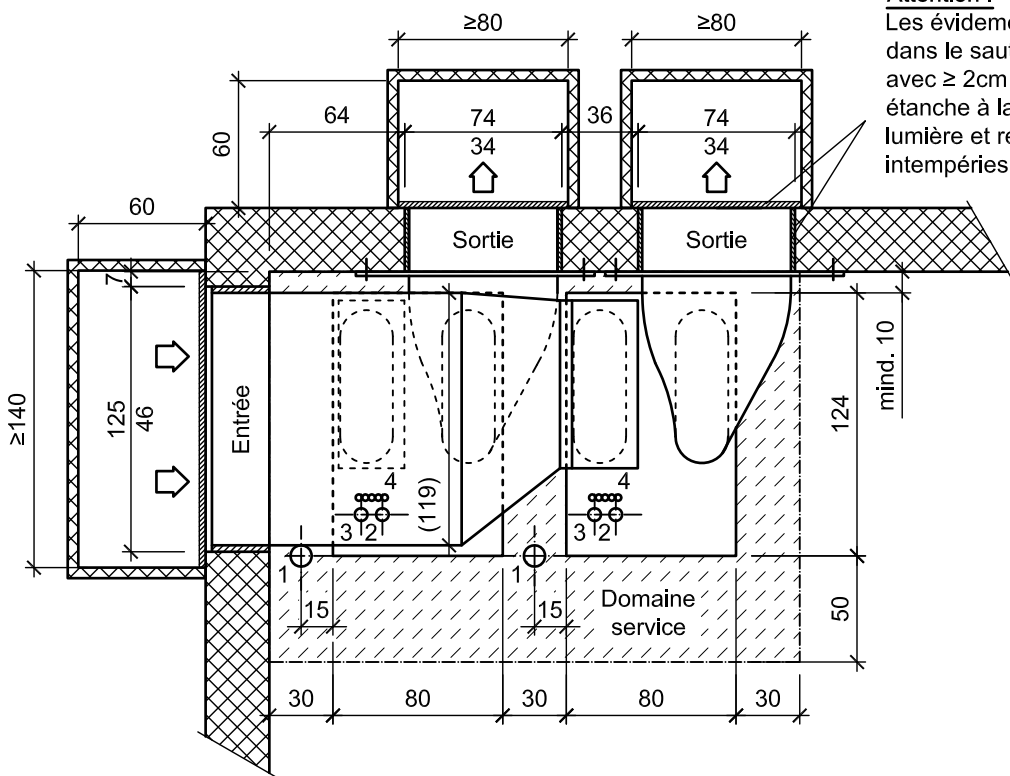 ≥80
≥80
Attention !
Les évideme
dans le saut
avec ≥ 2cm
étanche à la
lumière et re
intempéries
64
74
34
36
74
34
60
60
Sortie
Sortie
7
≥140
125
46
Entrée
mind. 10
124
(119)
4
3
2
4
3
2
1
1
15
15
Domaine
service
50
30
80
30
80
30